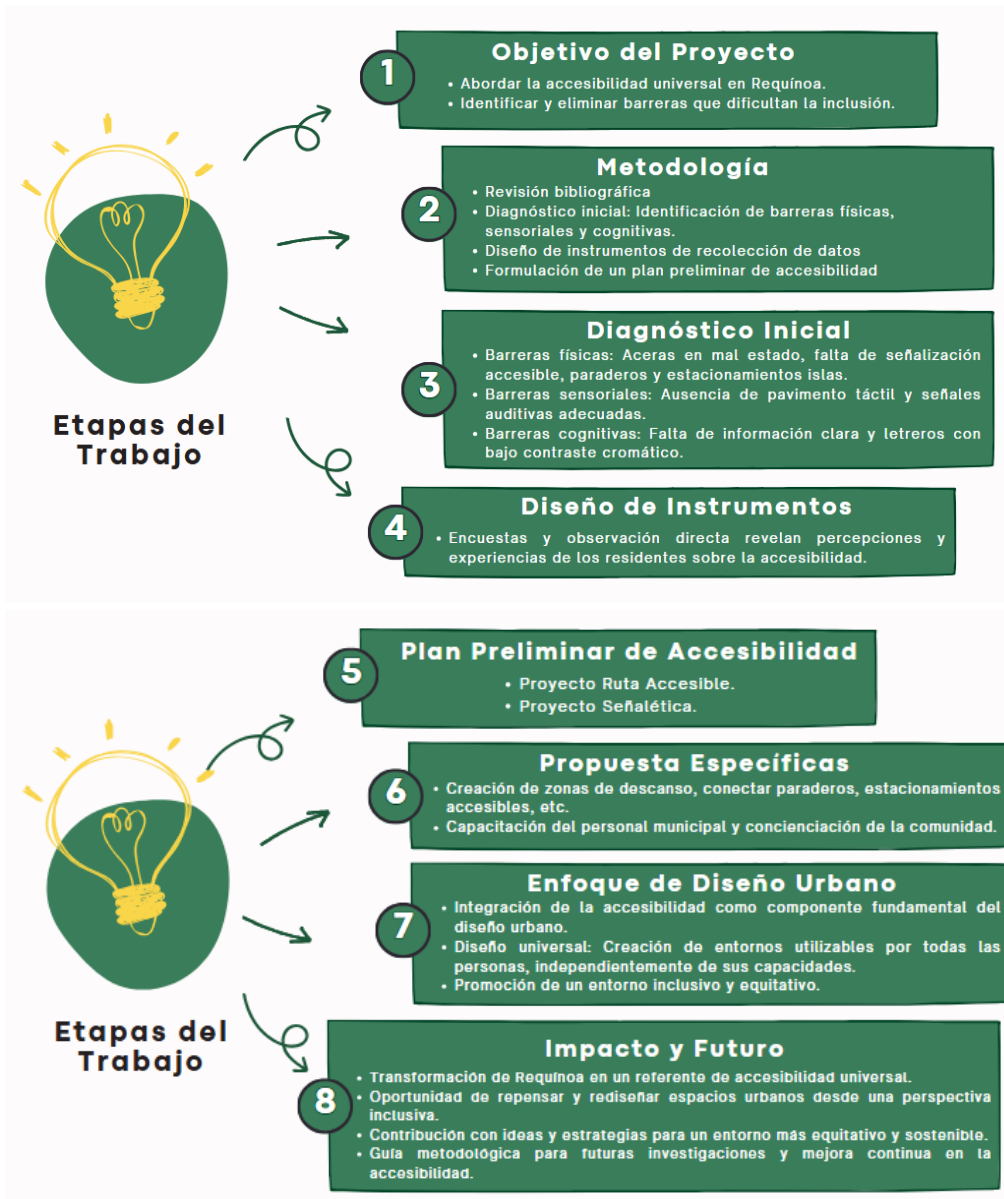 1
Objetivo del Proyecto
• Abordar la accesibilidad universal en Requínoa.
• Identificar y eliminar barreras que dificultan la inclusión.
2
Metodología
• Revisión bibliográfica
• Diagnóstico inicial: Identificación de barreras físicas,
sensoriales y cognitivas.
• Diseño de instrumentos de recolección de datos
• Formulación de un plan preliminar de accesibilidad
3
Diagnóstico Inicial
• Barreras físicas: Aceras en mal estado, falta de señalización
accesible, paraderos y estacionamientos islas.
• Barreras sensoriales: Ausencia de pavimento táctil y señales
auditivas adecuadas.
• Barreras cognitivas: Falta de información clara y letreros con
bajo contraste cromático.
Etapas del
Trabajo
4
Diseño de Instrumentos
• Encuestas y observación directa revelan percepciones y
experiencias de los residentes sobre la accesibilidad.
5
Plan Preliminar de Accesibilidad
• Proyecto Ruta Accesible.
• Proyecto Señalética.
6
Propuesta Específicas
• Creación de zonas de descanso, conectar paraderos, estacionamientos
accesibles, etc.
• Capacitación del personal municipal y concienciación de la comunidad.
7
Enfoque de Diseño Urbano
• Integración de la accesibilidad como componente fundamental del
diseño urbano.
• Diseño universal: Creación de entornos utilizables por todas las
personas, independientemente de sus capacidades.
• Promoción de un entorno inclusivo y equitativo.
Etapas del
Trabajo
8
Impacto y Futuro
• Transformación de Requínoa en un referente de accesibilidad universal.
• Oportunidad de repensar y rediseñar espacios urbanos desde una perspectiva
inclusiva.
• Contribución con ideas y estrategias para un entorno más equitativo y sostenible.
• Guía metodológica para futuras investigaciones y mejora continua en la
accesibilidad.